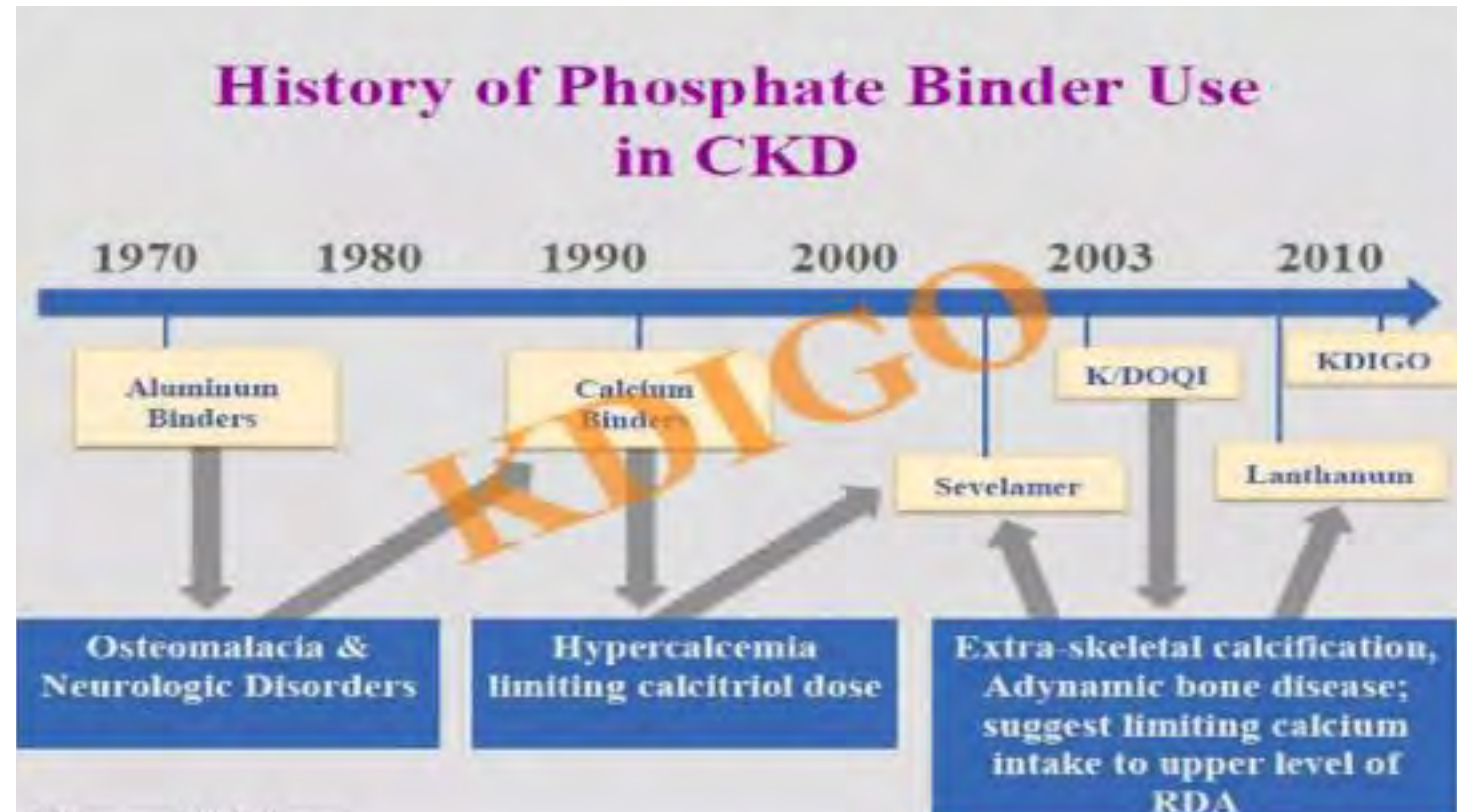 History of Phosphate Binder Use
in CKD
1970 1980 1990 2000 2003 2010
KDIGO
Aluminum
Binders
Calcium
Binders
K/DOQI
KDIGO
Sevelamer
Lanthanum
Osteomalacia &
Neurologic Disorders
Hypercalcemia
limiting calcitriol dose
Extra-skeletal calcification,
Adynamic bone disease;
suggest limiting calcium
intake to upper level of
RDA